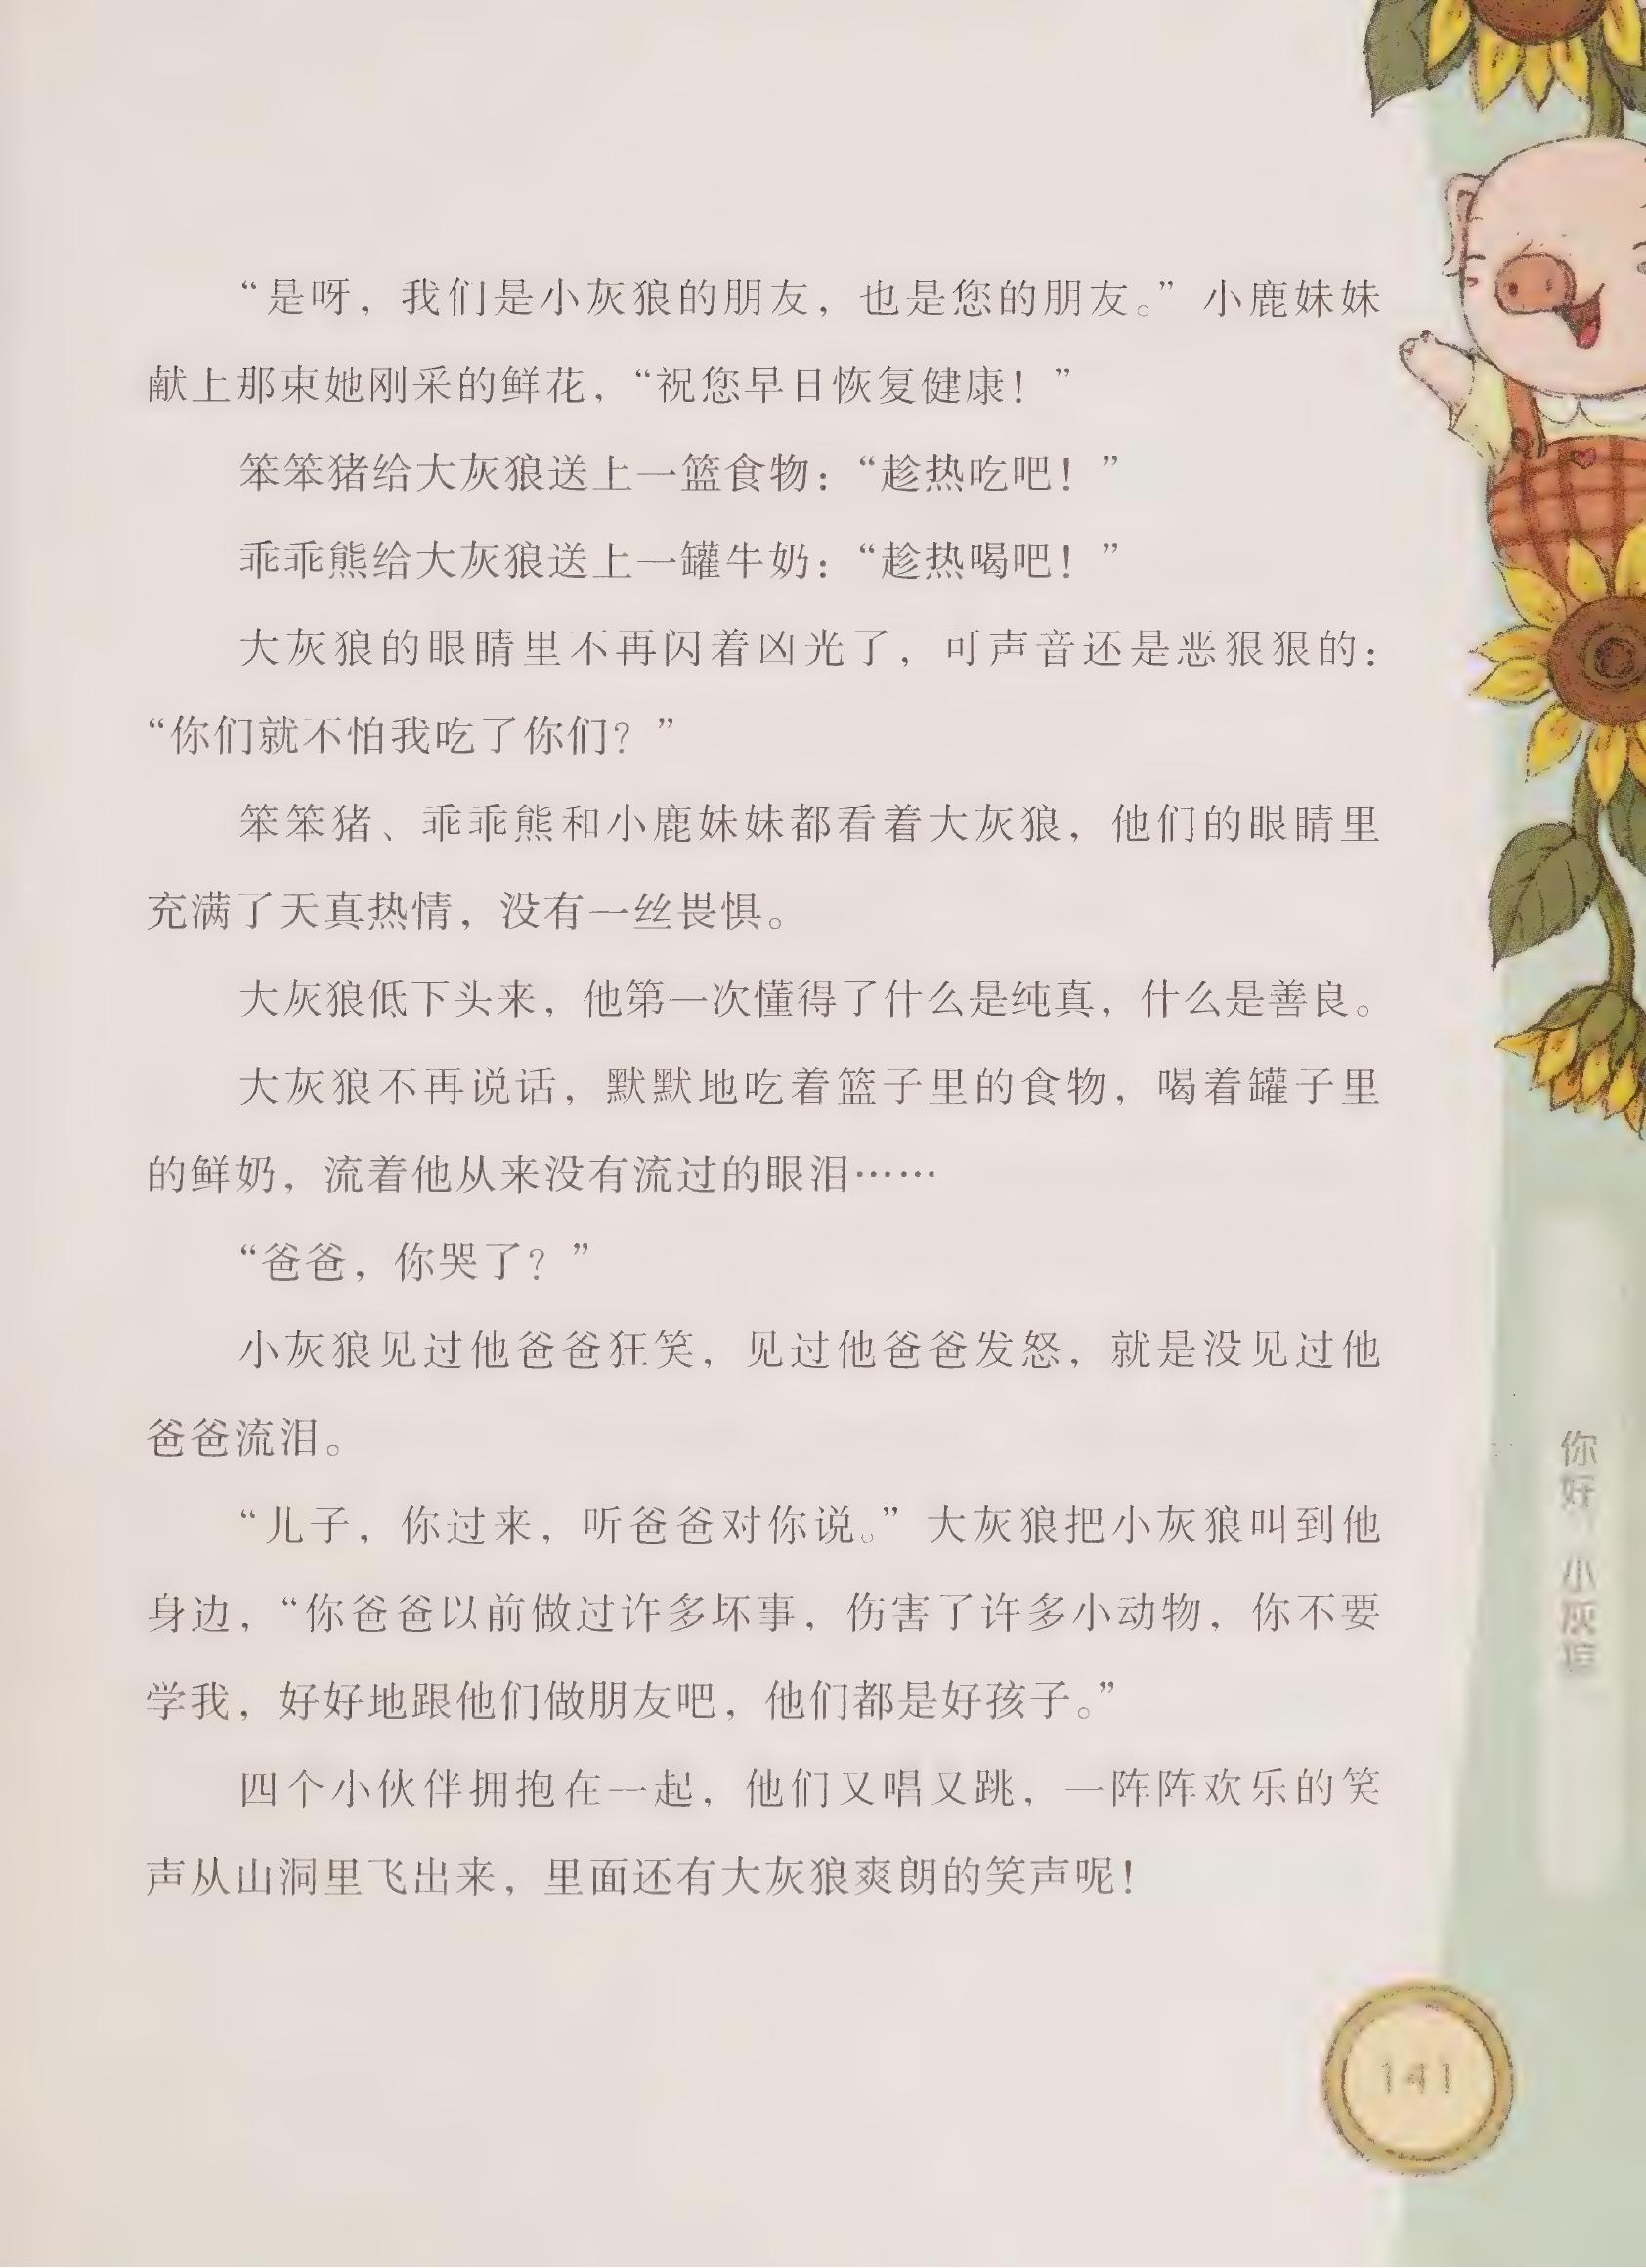 “是呀，我们是小灰狼的朋友，也是您的朋友。”小鹿妹妹
献上那束她刚采的鲜花，“祝您早日恢复健康！”
笨笨猪给大灰狼送上一篮食物：“趁热吃吧！”
乖乖熊给大灰狼送上一罐牛奶：“趁热喝吧！”
大灰狼的眼睛里不再闪着凶光了，可声音还是恶狠狠的：
“你们就不怕我吃了你们？”
笨笨猪、乖乖熊和小鹿妹妹都看着大灰狼，他们的眼睛里
充满了天真热情，没有一丝畏惧。
大灰狼低下头来，他第一次懂得了什么是纯真，什么是善良。
大灰狼不再说话，默默地吃着篮子里的食物，喝着罐子里
的鲜奶，流着他从来没有流过的眼泪……
“爸爸，你哭了？”
小灰狼见过他爸爸狂笑，见过他爸爸发怒，就是没见过他
爸爸流泪。
“儿子，你过来，听爸爸对你说。”大灰狼把小灰狼叫到他
身边，“你爸爸以前做过许多坏事，伤害了许多小动物，你不要
学我，好好地跟他们做朋友吧，他们都是好孩子。”
四个小伙伴拥抱在一起，他们又唱又跳，一阵阵欢乐的笑
声从山洞里飞出来，里面还有大灰狼爽朗的笑声呢！
你好 小灰狼
141